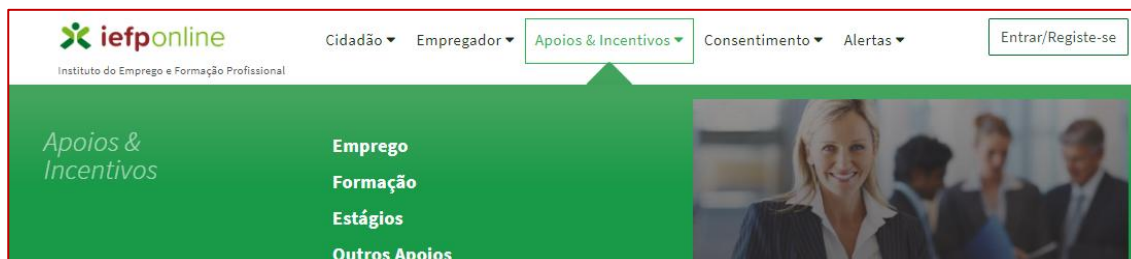 iefponline
Instituto do Emprego e Formação Profissional
Cidadão Empregador Apoios & Incentivos Consentimento Alertas Entrar/Registe-se
Apoios &
Incentivos
Emprego
Formação
Estágios
Outros Apoios